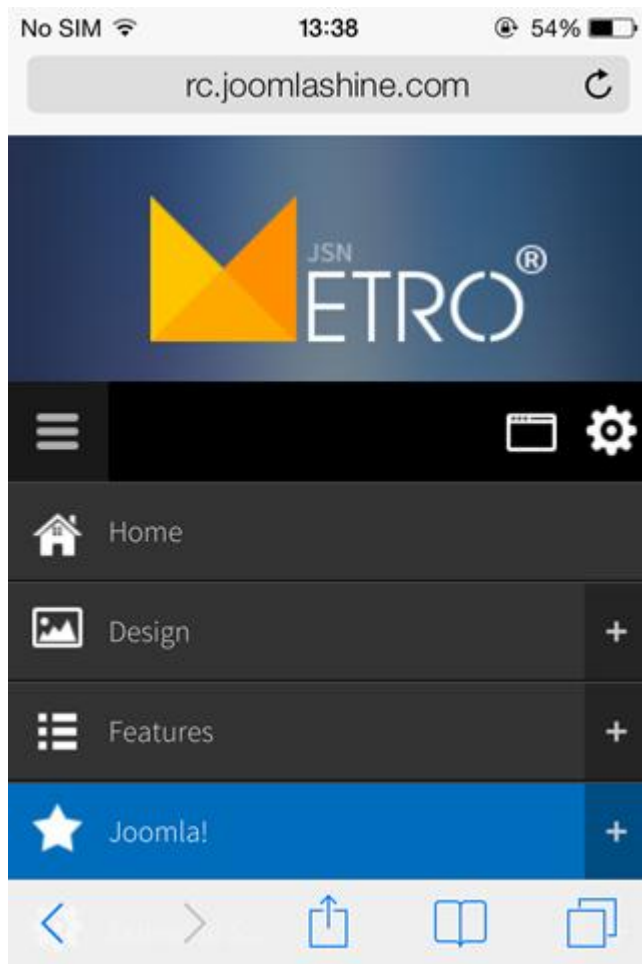 No SIM 13:38 54%
rc.joomlashine.com
JSN
ETRO®
Home
Design
+
Features
+
Joomla!
+